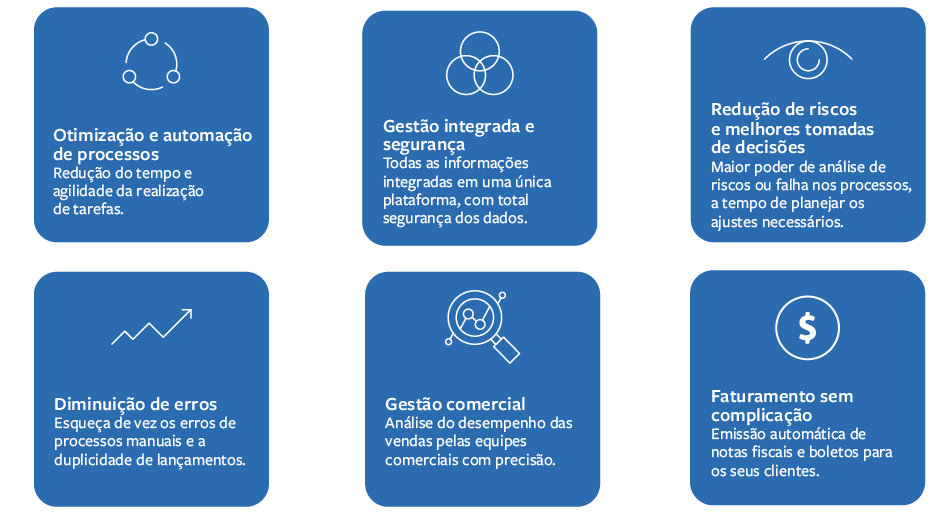 Otimização e automação
de processos
Redução do tempo e
agilidade da realização
de tarefas.
Gestão integrada e
segurança
Todas as informações
integradas em uma única
plataforma, com total
segurança dos dados.
Redução de riscos
e melhores tomadas
de decisões
Maior poder de análise de
riscos ou falha nos processos,
a tempo de planejar os
ajustes necessários.
Diminuição de erros
Esqueça de vez os erros de
processos manuais e a
duplicidade de lançamentos.
Gestão comercial
Análise do desempenho das
vendas pelas equipes
comerciais com precisão.
$
Faturamento sem
complicação
Emissão automática de
notas fiscais e boletos para
os seus clientes.